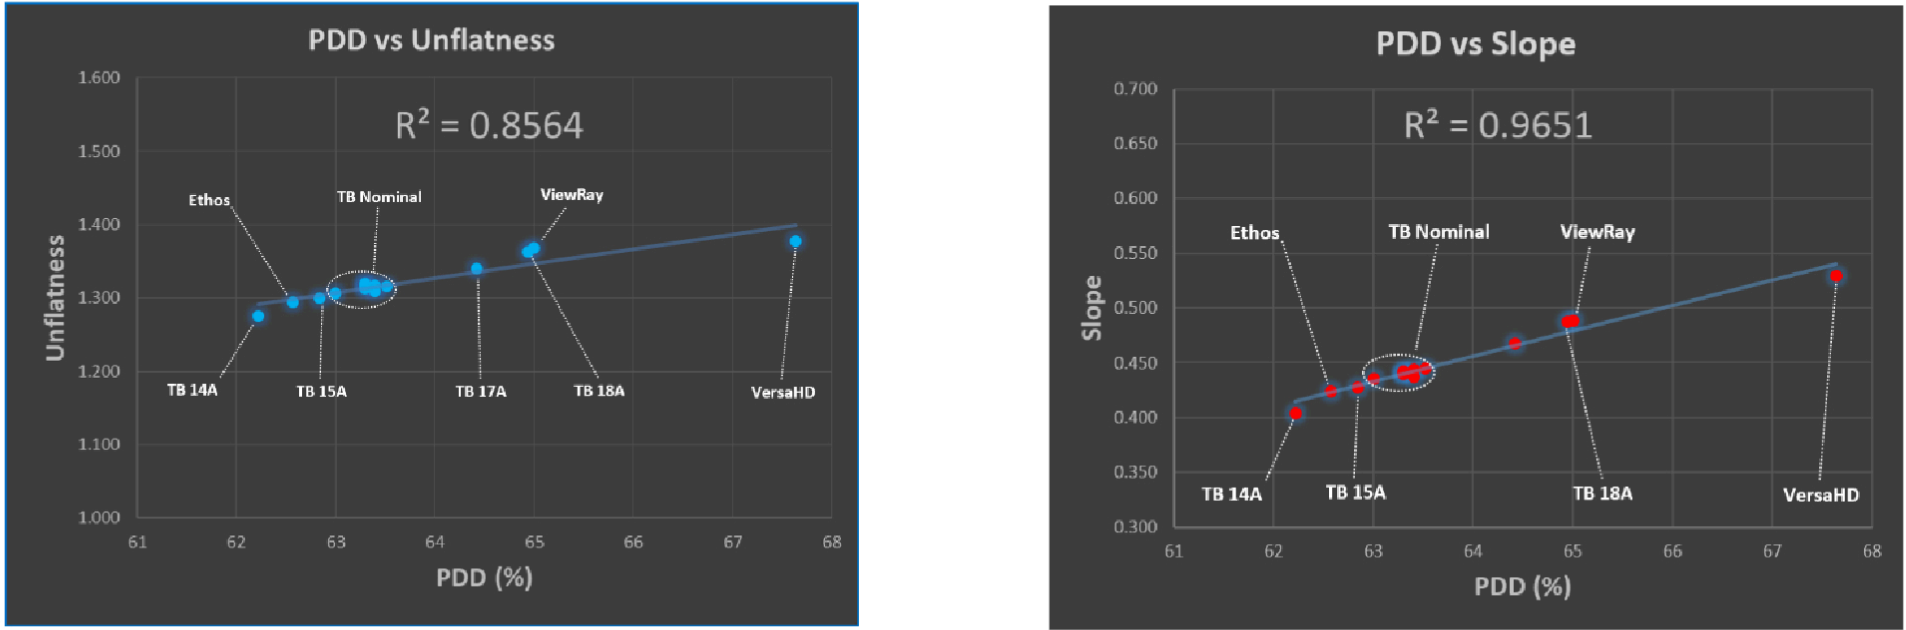 PDD vs Unflatness
R² = 0.8564
Unflatness
1.600
1.500
1.400
1.300
1.200
1.100
1.000
Ethos
TB Nominal
ViewRay
TB 14A
TB 15A
TB 17A
TB 18A
VersaHD
61 62 63 64 65 66 67 68
PDD (%)
PDD vs Slope
R² = 0.9651
Slope
0.700
0.650
0.600
0.550
0.500
0.450
0.400
0.350
0.300
Ethos
TB Nominal
ViewRay
TB 14A
TB 15A
TB 18A
VersaHD
61 62 63 64 65 66 67 68
PDD (%)